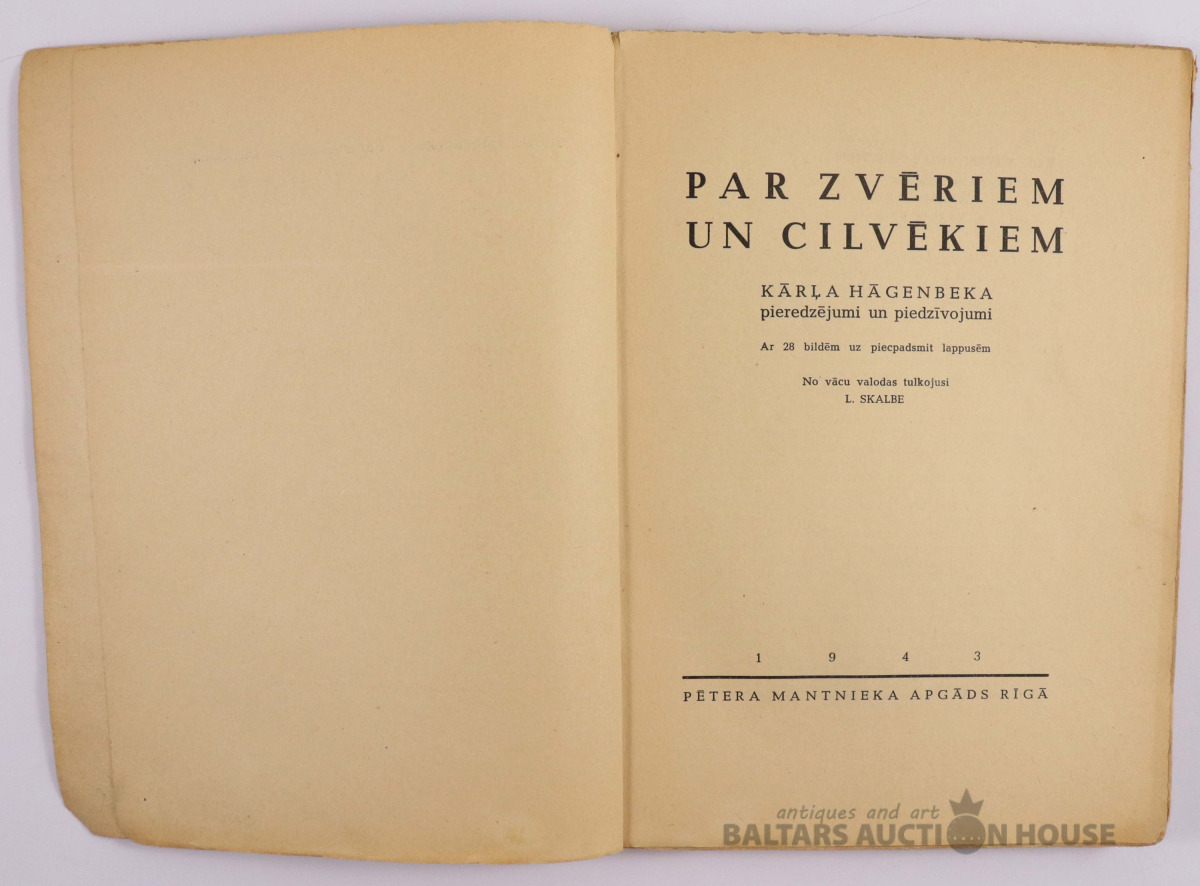 PAR ZVĒRIEM
UN CILVĒKIEM
KĀRĻA HĀGENBEKA
pieredzējumi un piedzīvojumi
Ar 28 bildēm uz piecpadsmit lappusēm
No vācu valodas tulkojusi
L. SKALBE
1 9 4 3
PĒTERA MANTNIEKA APGĀDS RĪGĀ
antiques and art
BALTARS AUCTION HOUSE